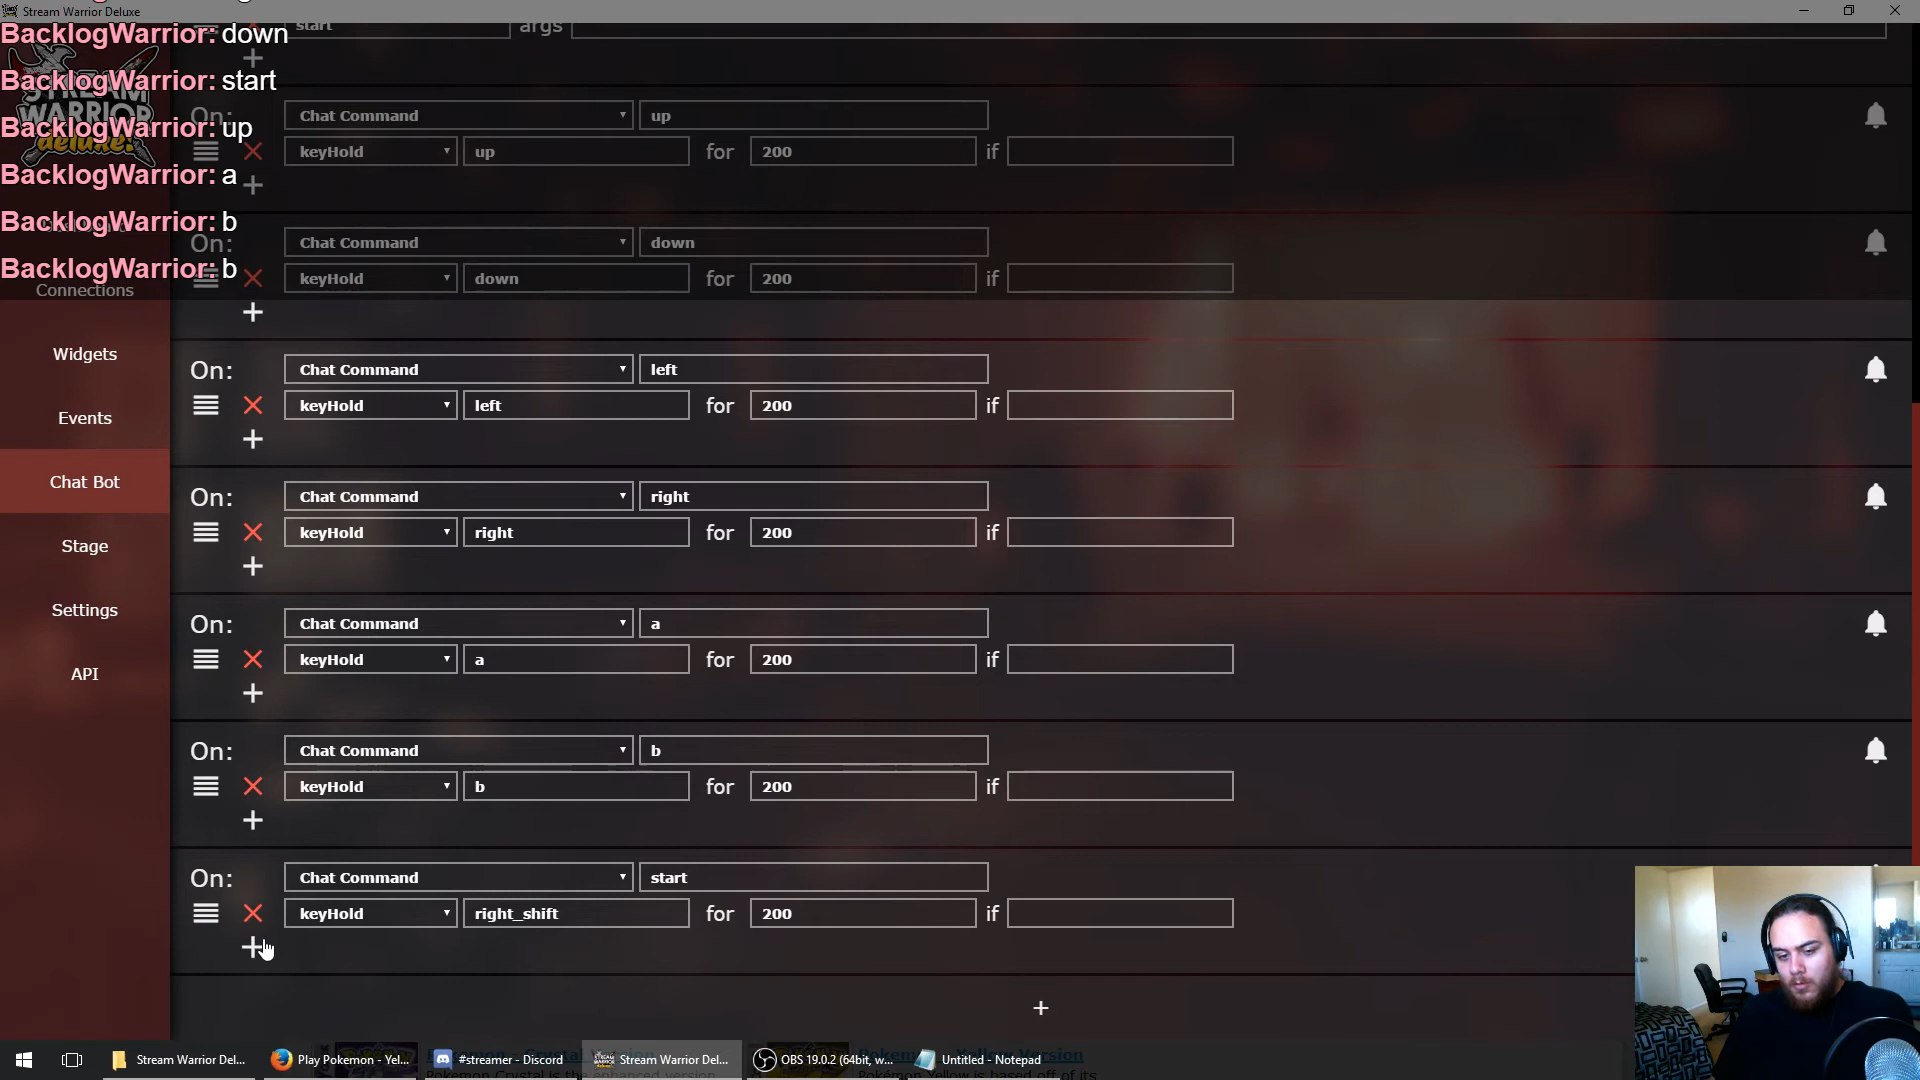 Stream Warrior Deluxe
BacklogWarrior: down
BacklogWarrior: start
BacklogWarrior: up
BacklogWarrior: a
BacklogWarrior: b
BacklogWarrior: b
STREAM
WARRIOR
deluxe!
Connections
Widgets
Events
Chat Bot
Stage
Settings
API
start args
On: Chat Command up
keyHold up for 200 if
On: Chat Command down
keyHold down for 200 if
On: Chat Command left
keyHold left for 200 if
On: Chat Command right
keyHold right for 200 if
On: Chat Command a
keyHold a for 200 if
On: Chat Command b
keyHold b for 200 if
On: Chat Command start
keyHold right_shift for 200 if
Stream Warrior Del...
Play Pokemon - Yel...
#streamer - Discord
Stream Warrior Del...
OBS 19.0.2 (64bit, w...
Untitled - Notepad